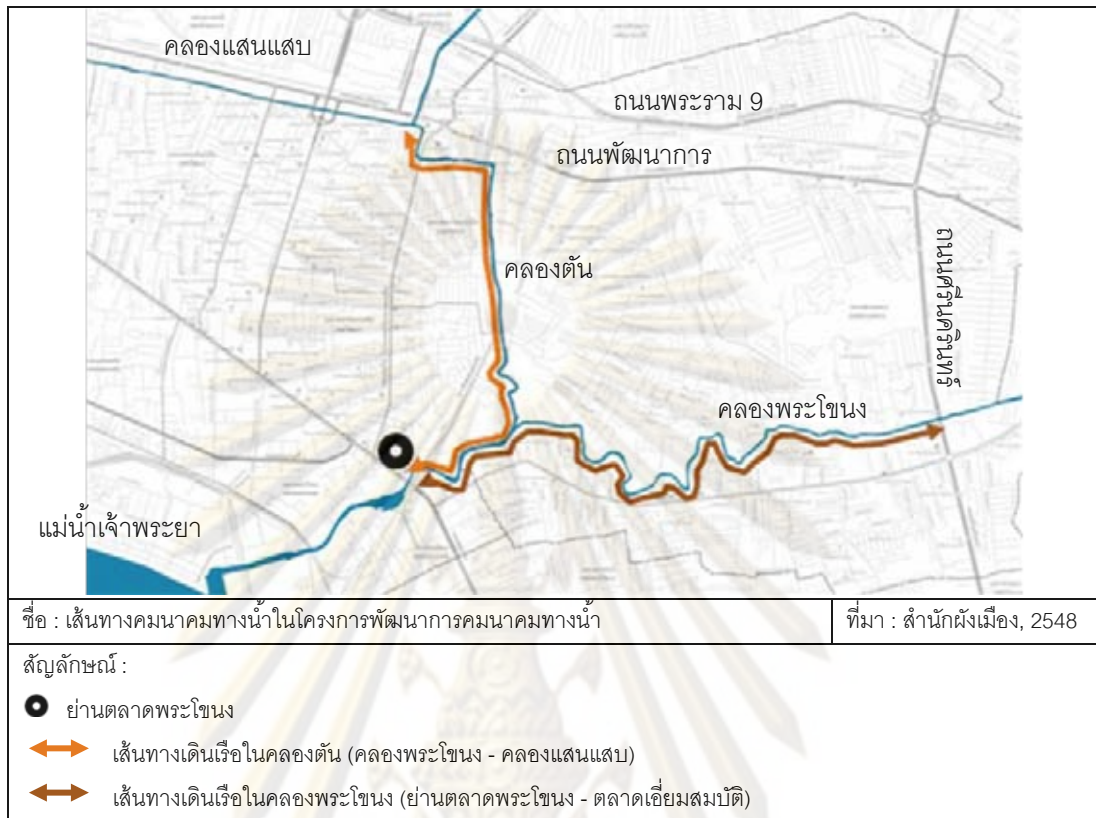 คลองแสนแสบ
ถนนพระราม 9
ถนนพัฒนาการ
ถนนศรีนครินทร์
คลองตัน
คลองพระโขนง
แม่น้ำเจ้าพระยา
ชื่อ : เส้นทางคมนาคมทางน้ำในโครงการพัฒนาการคมนาคมทางน้ำ
ที่มา : สำนักผังเมือง, 2548
สัญลักษณ์ :
ย่านตลาดพระโขนง
เส้นทางเดินเรือในคลองตัน (คลองพระโขนง - คลองแสนแสบ)
เส้นทางเดินเรือในคลองพระโขนง (ย่านตลาดพระโขนง - ตลาดเอี่ยมสมบัติ)